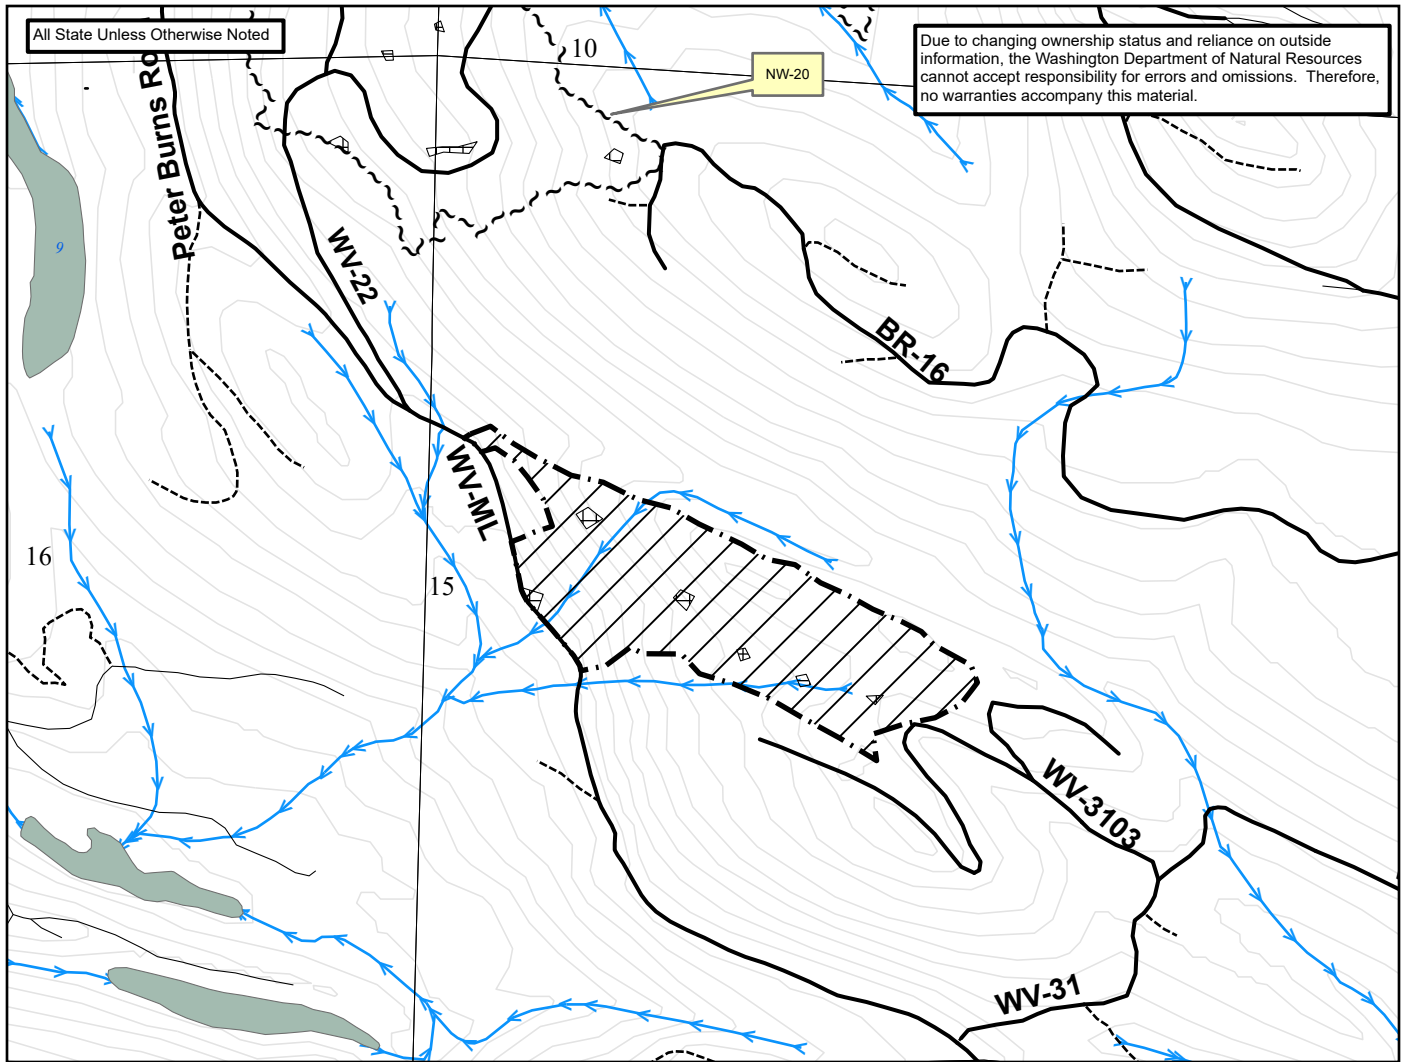 All State Unless Otherwise Noted
10
NW-20
Due to changing ownership status and reliance on outside
information, the Washington Department of Natural Resources
cannot accept responsibility for errors and omissions.  Therefore,
no warranties accompany this material.
Peter Burns Ro
9
WV-22
BR-16
WV-ML
16
15
WV-3103
WV-31